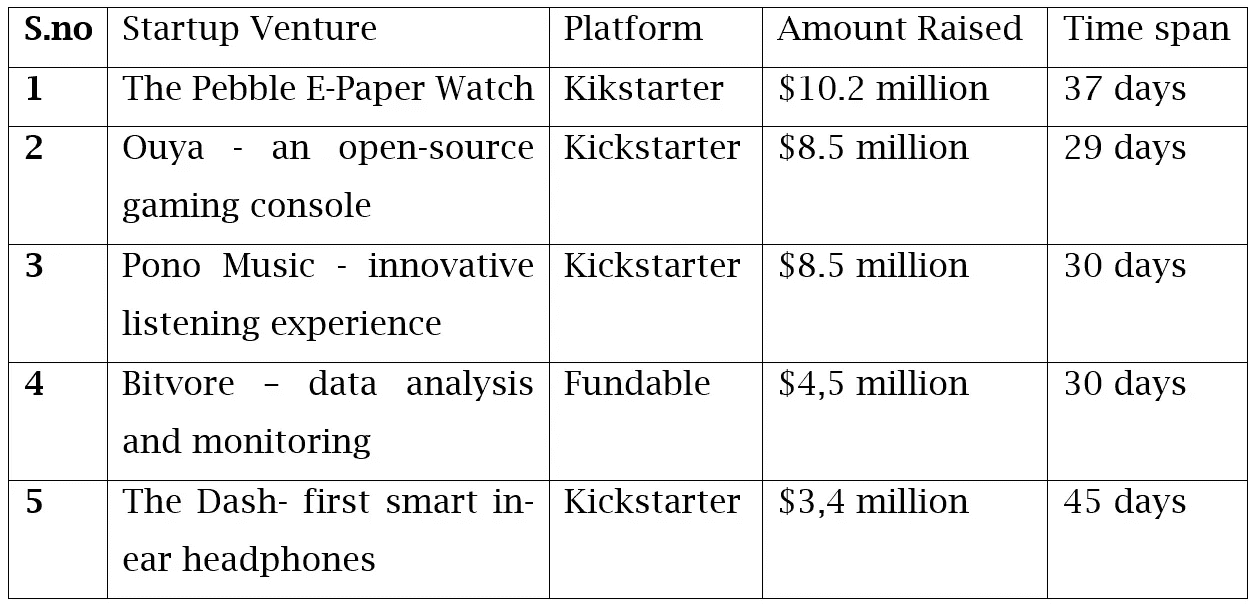 S.no Startup Venture Platform Amount Raised Time span
1 The Pebble E-Paper Watch Kikstarter $10.2 million 37 days
2 Ouya - an open-source Kickstarter $8.5 million 29 days
gaming console
3 Pono Music - innovative Kickstarter $8.5 million 30 days
listening experience
4 Bitvore – data analysis Fundable $4,5 million 30 days
and monitoring
5 The Dash- first smart in- Kickstarter $3,4 million 45 days
ear headphones